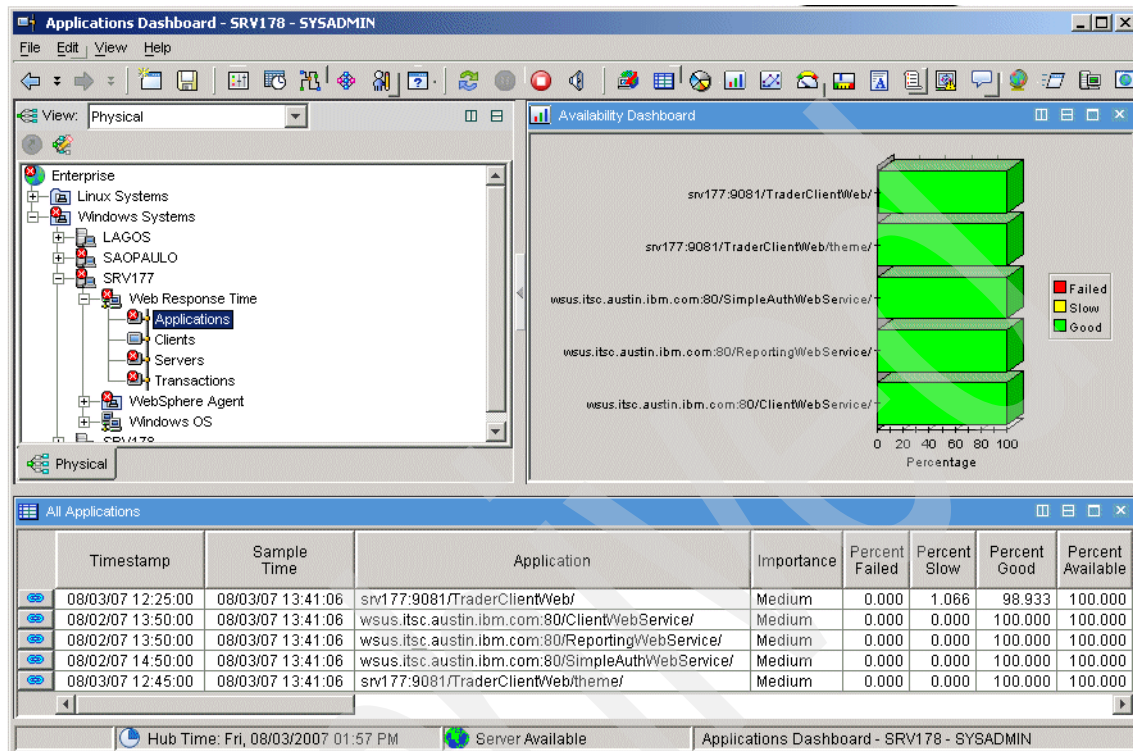 Applications Dashboard - SRV178 - SYSADMIN
File Edit View Help
View: Physical
Enterprise
Linux Systems
Windows Systems
LAGOS
SAOPAULO
SRV177
Web Response Time
Applications
Clients
Servers
Transactions
WebSphere Agent
Windows OS
SRV178
Physical
Availability Dashboard
srv177:9081/TraderClientWeb/
srv177:9081/TraderClientWeb/theme/
wsus.itsc.austin.ibm.com:80/SimpleAuthWebService/
wsus.itsc.austin.ibm.com:80/ReportingWebService/
wsus.itsc.austin.ibm.com:80/ClientWebService/
0 20 40 60 80 100
Percentage
Failed
Slow
Good
All Applications
Timestamp Sample Time Application Importance Percent Failed Percent Slow Percent Good Percent Available
08/03/07 12:25:00 08/03/07 13:41:06 srv177:9081/TraderClientWeb/ Medium 0.000 1.066 98.933 100.000
08/02/07 13:50:00 08/03/07 13:41:06 wsus.itsc.austin.ibm.com:80/ClientWebService/ Medium 0.000 0.000 100.000 100.000
08/02/07 13:50:00 08/03/07 13:41:06 wsus.itsc.austin.ibm.com:80/ReportingWebService/ Medium 0.000 0.000 100.000 100.000
08/02/07 14:50:00 08/03/07 13:41:06 wsus.itsc.austin.ibm.com:80/SimpleAuthWebService/ Medium 0.000 0.000 100.000 100.000
08/03/07 12:45:00 08/03/07 13:41:06 srv177:9081/TraderClientWeb/theme/ Medium 0.000 0.000 100.000 100.000
Hub Time: Fri, 08/03/2007 01:57 PM Server Available Applications Dashboard - SRV178 - SYSADMIN